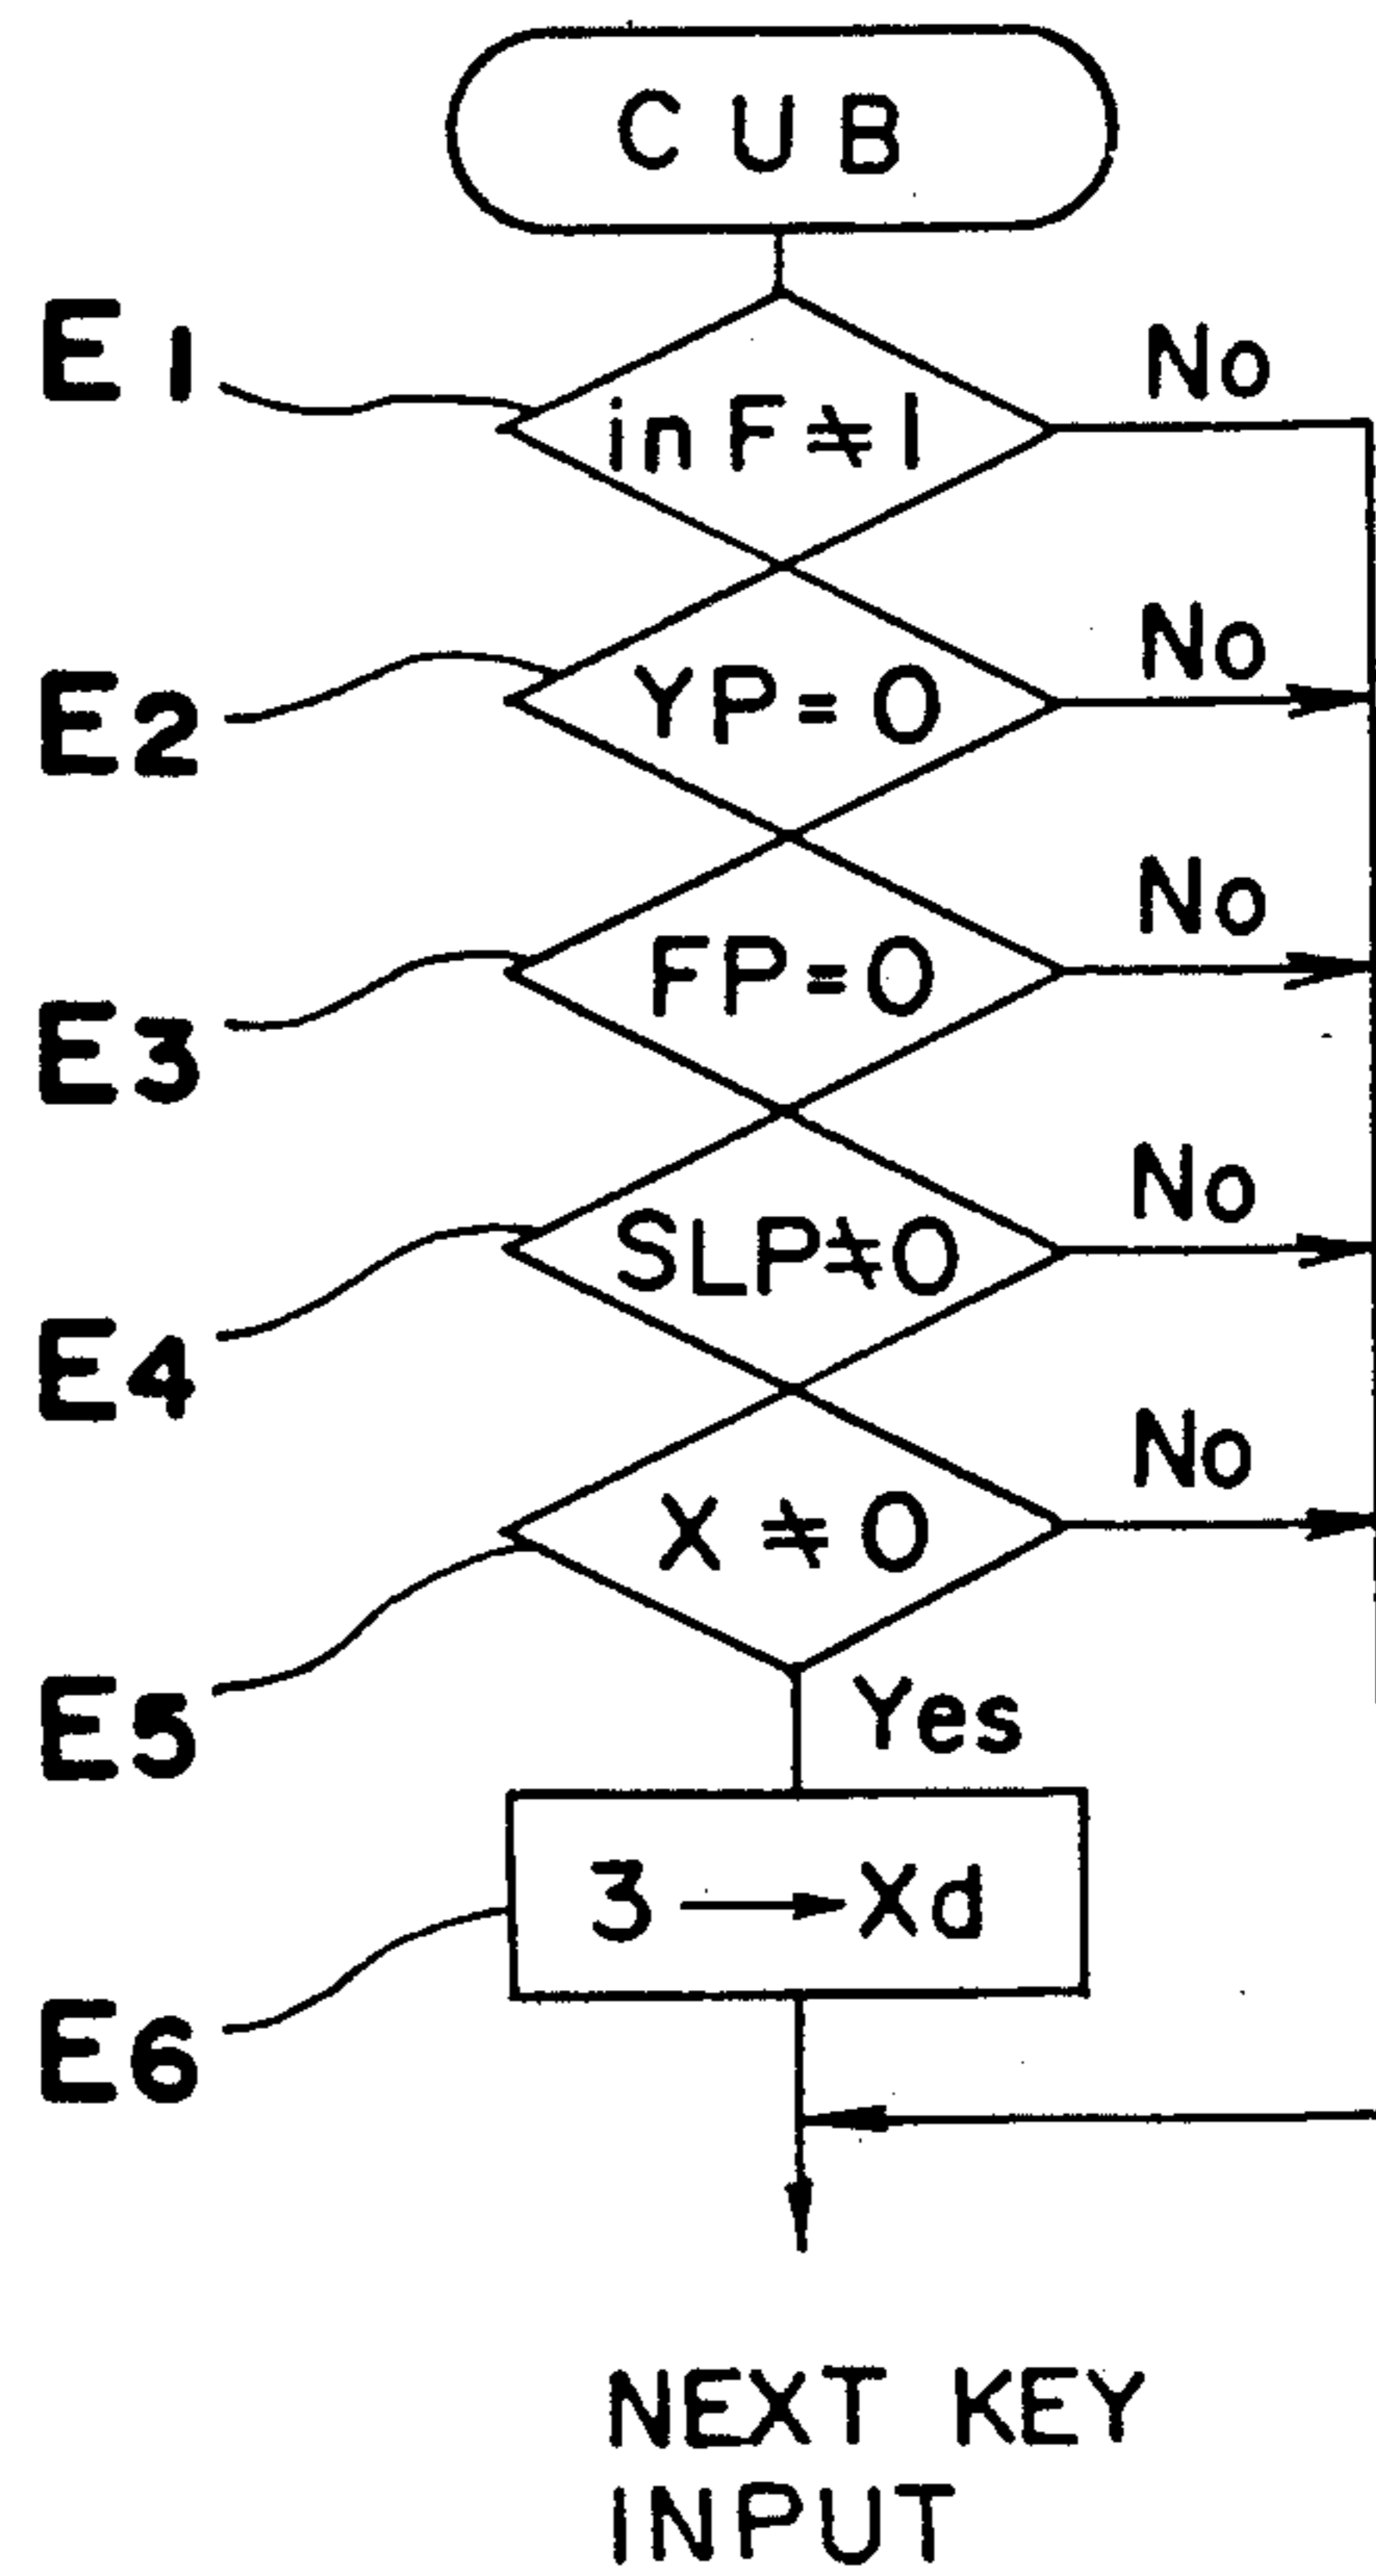 CUB
E1
in F ≠ 1
No
E2
YP = 0
No
E3
FP = 0
No
E4
SLP ≠ 0
No
E5
X ≠ 0
No
Yes
E6
3 → Xd
NEXT KEY
INPUT